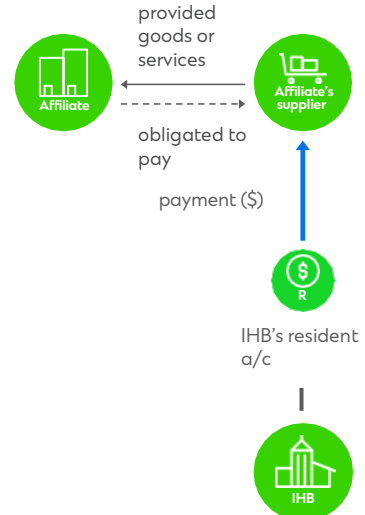 provided
goods or
services
Affiliate
Affiliate's
supplier
obligated to
pay
payment ($)
$
R
IHB's resident
a/c
IHB